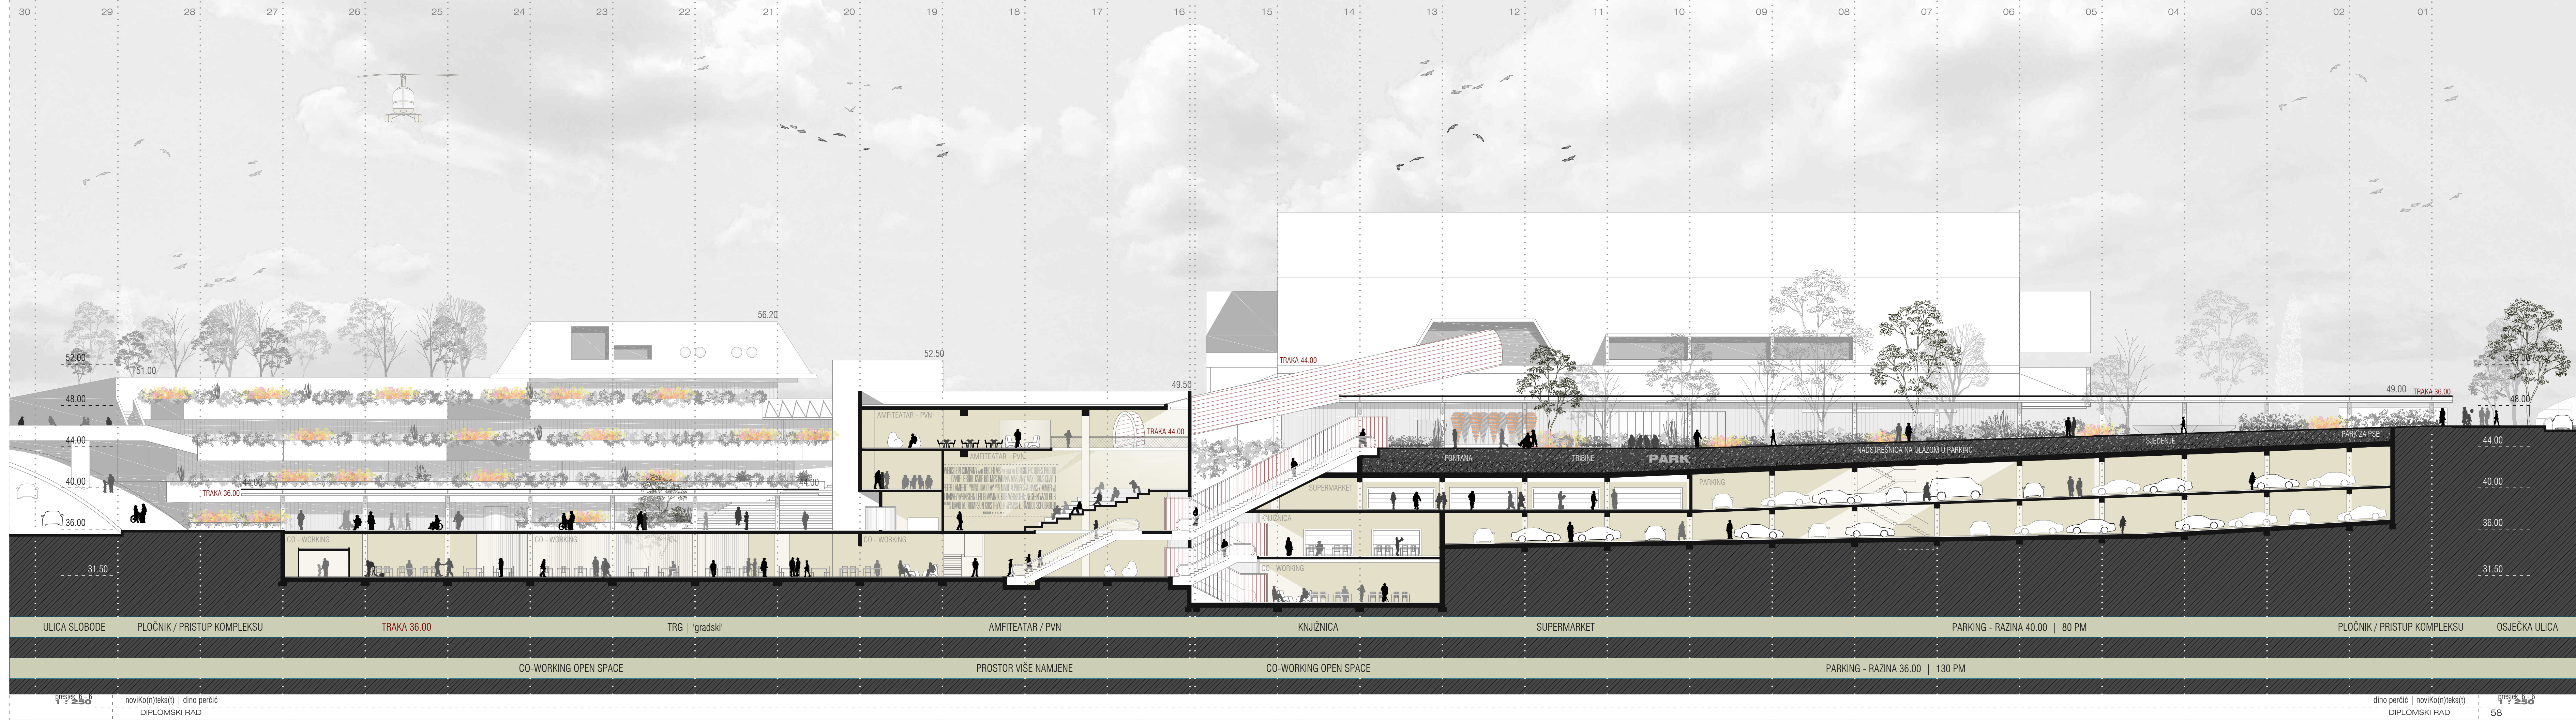 30 29 28 27 26 25 24 23 22 21 20 19 18 17 16 15 14 13 12 11 10 09 08 07 06 05 04 03 02 01
56.20
52.50
52.00
51.00
48.00
44.00
40.00
36.00
31.50
TRAKA 36.00
44.00
44.00
CO - WORKING
CO - WORKING
CO - WORKING
49.50
AMFITEATAR - PVN
TRAKA 44.00
AMFITEATAR - PVN
TRAKA 44.00
SUPERMARKET
KNJIŽNICA
CO - WORKING
FONTANA
TRIBINE
PARK
NADSTREŠNICA NA ULAZOM U PARKING
SJEDENJE
PARK ZA PSE
PARKING
49.00
TRAKA 36.00
52.00
48.00
44.00
40.00
36.00
31.50
ULICA SLOBODE PLOČNIK / PRISTUP KOMPLEKSU TRAKA 36.00 TRG | 'gradski' AMFITEATAR / PVN KNJIŽNICA SUPERMARKET PARKING - RAZINA 40.00 | 80 PM PLOČNIK / PRISTUP KOMPLEKSU OSJEČKA ULICA
CO-WORKING OPEN SPACE PROSTOR VIŠE NAMJENE CO-WORKING OPEN SPACE PARKING - RAZINA 36.00 | 130 PM
presjek 6 - 6
1 : 250
noviKo(n)teks(t) | dino perčić
DIPLOMSKI RAD
dino perčić | noviKo(n)teks(t)
DIPLOMSKI RAD
presjek 6 - 6
1 : 250
58